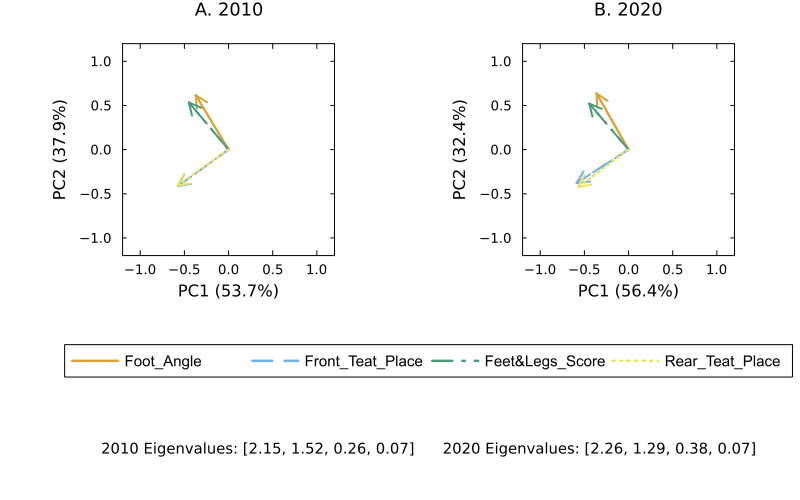 A. 2010
B. 2020
PC2 (37.9%)
1.0
0.5
0.0
−0.5
−1.0
−1.0 −0.5 0.0 0.5 1.0
PC1 (53.7%)
PC2 (32.4%)
1.0
0.5
0.0
−0.5
−1.0
−1.0 −0.5 0.0 0.5 1.0
PC1 (56.4%)
Foot_Angle Front_Teat_Place Feet&Legs_Score Rear_Teat_Place
2010 Eigenvalues: [2.15, 1.52, 0.26, 0.07]
2020 Eigenvalues: [2.26, 1.29, 0.38, 0.07]